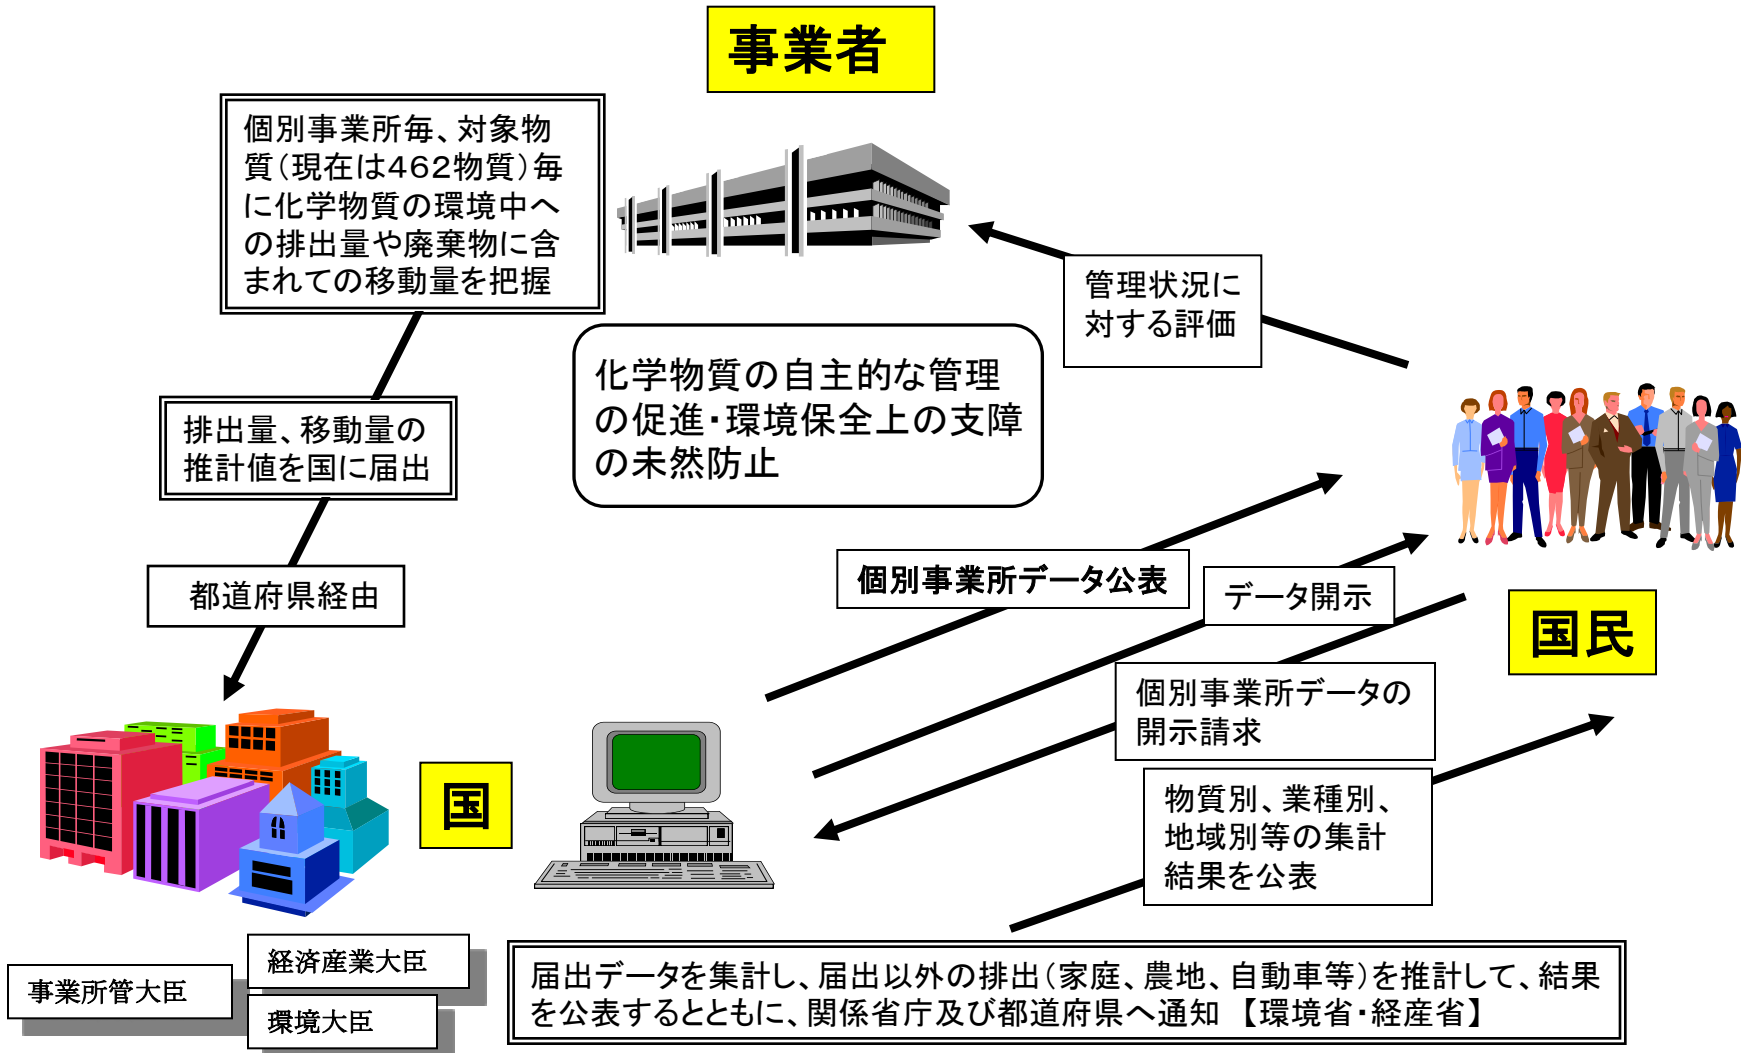 事業者
個別事業所毎、対象物
質（現在は462物質）毎
に化学物質の環境中へ
の排出量や廃棄物に含
まれての移動量を把握
管理状況に
対する評価
化学物質の自主的な管理
の促進・環境保全上の支障
の未然防止
排出量、移動量の
推計値を国に届出
都道府県経由
個別事業所データ公表
データ開示
国民
個別事業所データの
開示請求
国
物質別、業種別、
地域別等の集計
結果を公表
経済産業大臣
事業所管大臣
環境大臣
届出データを集計し、届出以外の排出（家庭、農地、自動車等）を推計して、結果
を公表するとともに、関係省庁及び都道府県へ通知 【環境省・経産省】